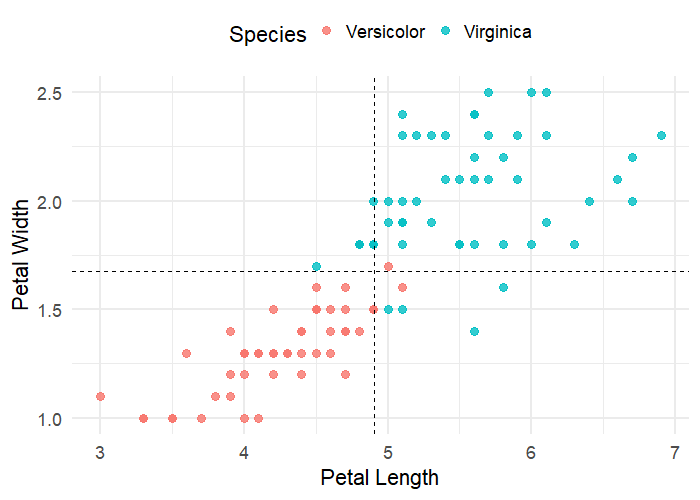 Species Versicolor Virginica
2.5
2.0
1.5
1.0
Petal Width
3 4 5 6 7
Petal Length